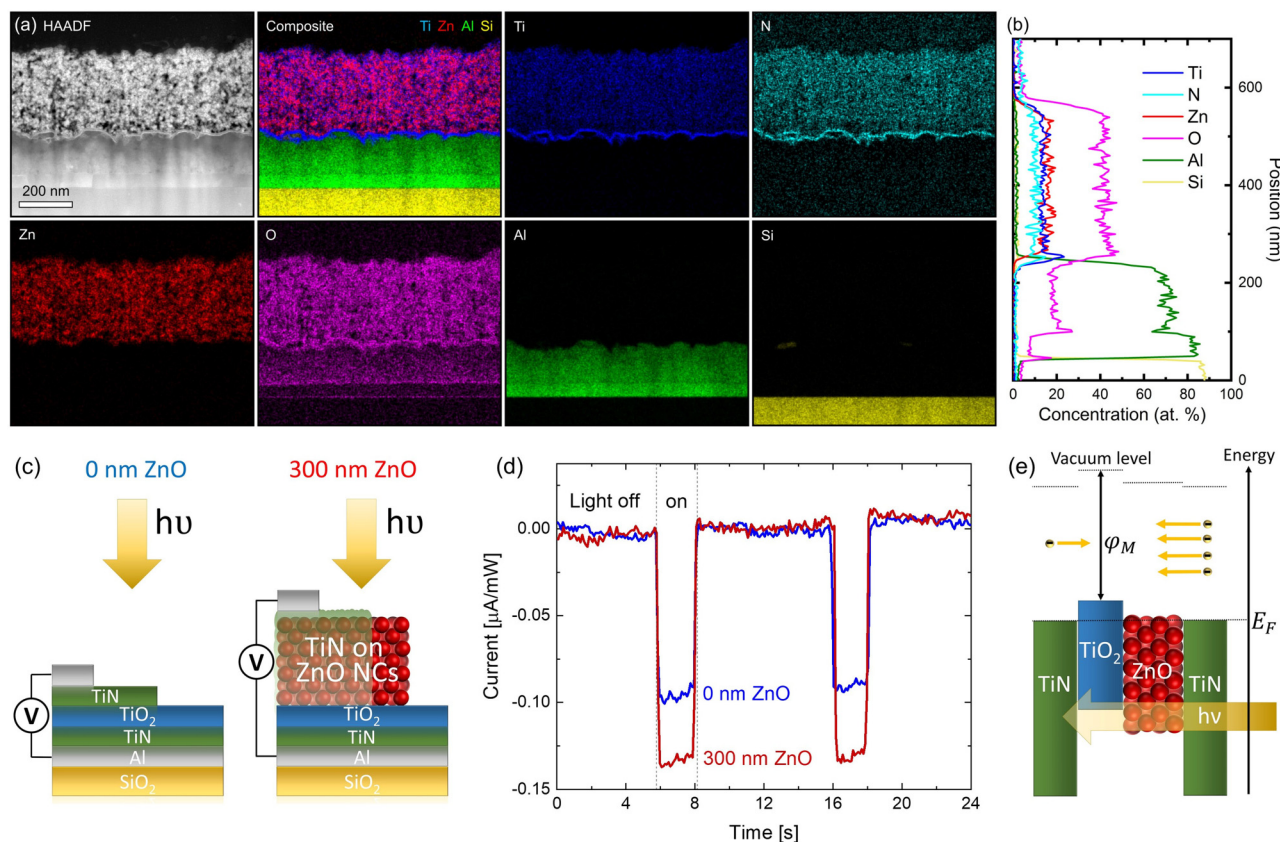 (a) HAADF
200 nm
Composite Ti Zn Al Si
Ti
N
Zn
O
Al
Si
(b)
Ti
N
Zn
O
Al
Si
600
400
200
0
Position (nm)
0 20 40 60 80 100
Concentration (at. %)
(c)
0 nm ZnO
hυ
V
TiN
TiO2
TiN
Al
SiO2
300 nm ZnO
hυ
V
TiN on
ZnO NCs
TiO2
TiN
Al
SiO2
(d)
Light off on
0.00
-0.05
-0.10
-0.15
Current [µA/mW]
0 nm ZnO
300 nm ZnO
0 4 8 12 16 20 24
Time [s]
(e)
Vacuum level
Energy
φM
EF
TiN
TiO2
ZnO
TiN
hν